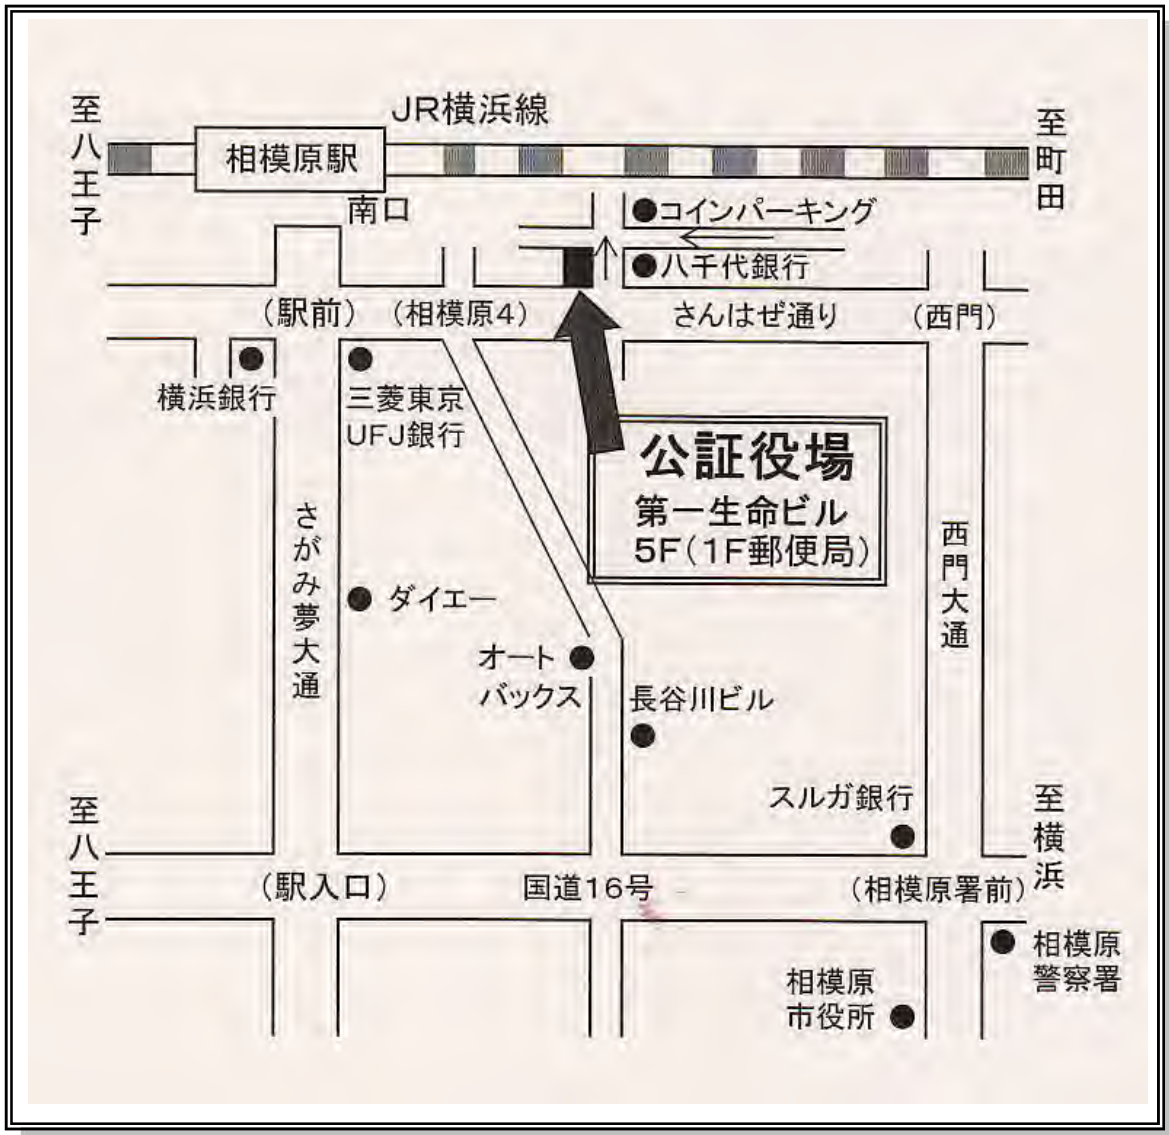 JR横浜線
至八王子
相模原駅
至町田
南口
コインパーキング
八千代銀行
(駅前)
(相模原4)
さんはぜ通り
(西門)
横浜銀行
三菱東京
UFJ銀行
公証役場
第一生命ビル
5F(1F郵便局)
さがみ夢大通
西門大通
ダイエー
オート
バックス
長谷川ビル
スルガ銀行
至八王子
至横浜
(駅入口)
国道16号
(相模原署前)
相模原
警察署
相模原
市役所